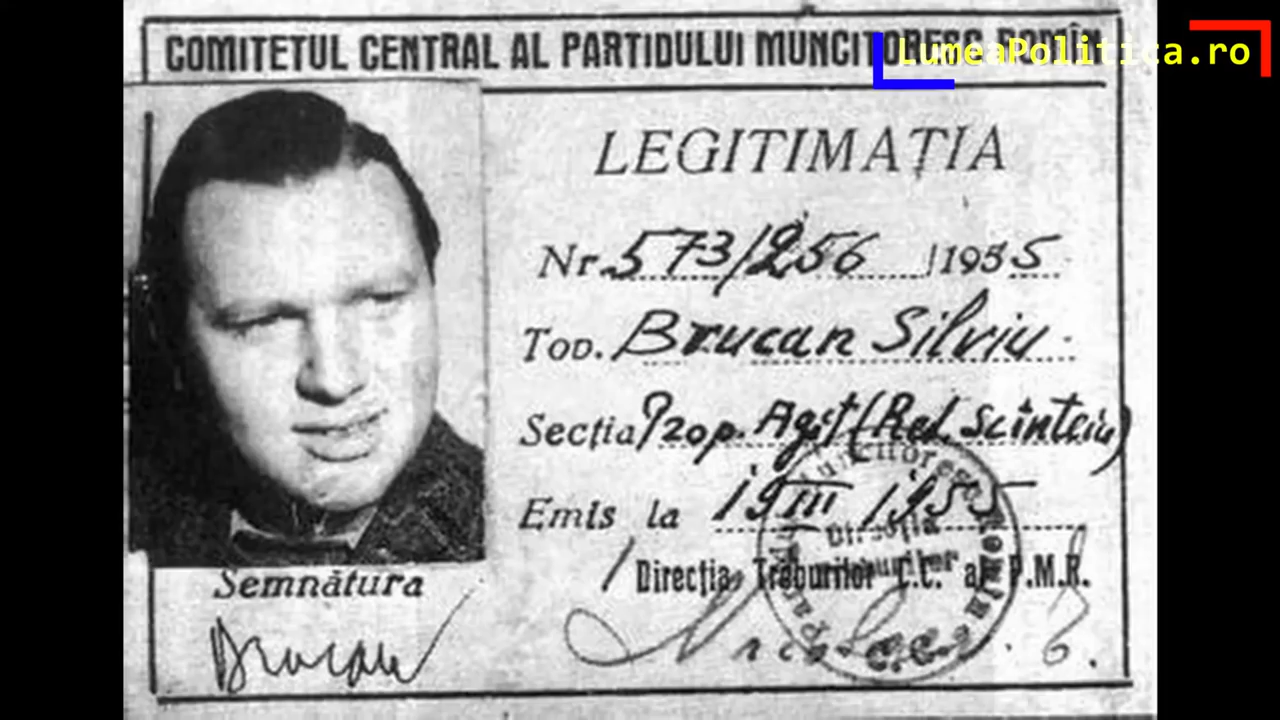 COMITETUL CENTRAL AL PARTIDULUI MUNCITORESC ROMÎN
LumeaPolitica.ro
LEGITIMAȚIA
Nr. 573/256 /1955
Tov. Brucan Silviu
Secția Prop. Agit (Red. Scînteia)
Emis la 19 III 1955
Direcția Treburilor C.C. al P.M.R.
Semnătura
Brucan